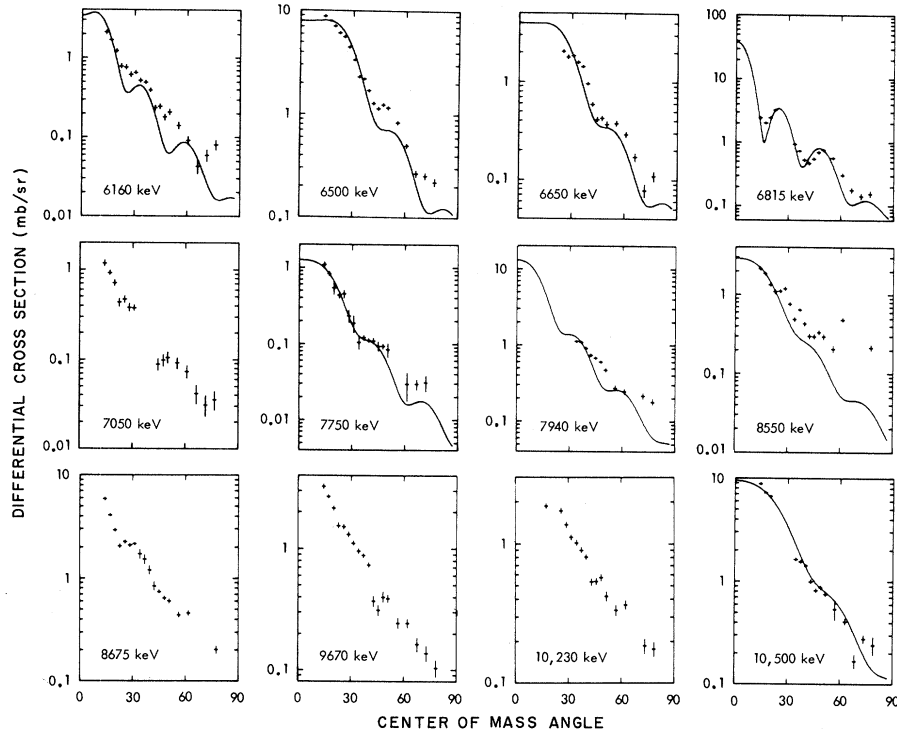 DIFFERENTIAL CROSS SECTION (mb/sr)
1
0.1
0.01
6160 keV
10
1
0.1
6500 keV
1
0.1
6650 keV
100
10
1
0.1
6815 keV
1
0.1
0.01
7050 keV
1
0.1
0.01
7750 keV
10
1
0.1
7940 keV
10
1
0.1
0.01
8550 keV
10
1
0.1
8675 keV
0 30 60 90
1
0.1
9670 keV
0 30 60 90
1
0.1
10,230 keV
0 30 60 90
10
1
0.1
10,500 keV
0 30 60 90
CENTER OF MASS ANGLE